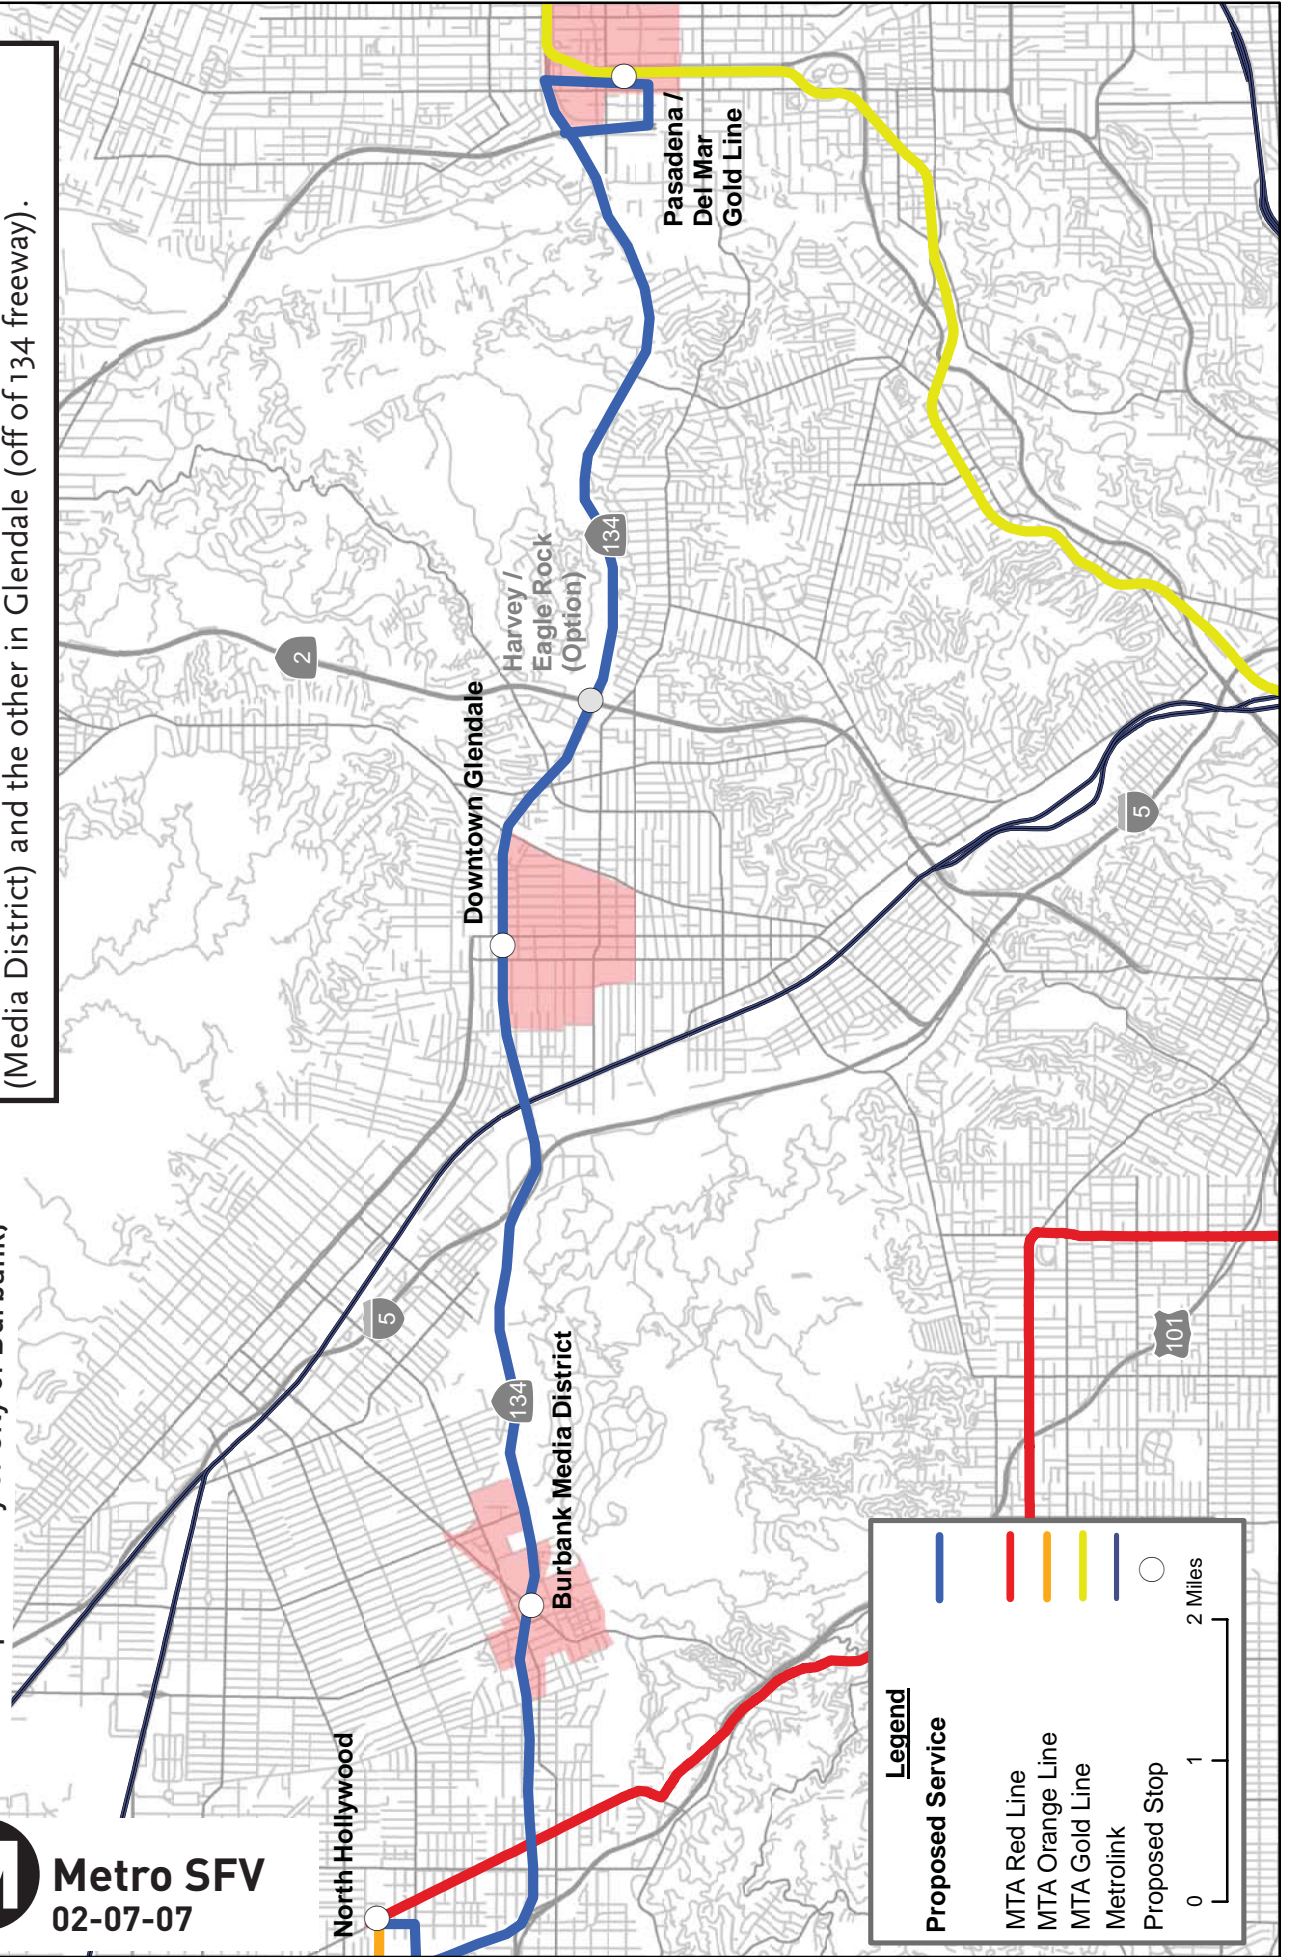 (Media District) and the other in Glendale (off of 134 freeway).
Metro SFV
02-07-07
North Hollywood
Burbank Media District
Downtown Glendale
Harvey /
Eagle Rock
(Option)
Pasadena /
Del Mar
Gold Line
134
5
2
134
5
101
Legend
Proposed Service
MTA Red Line
MTA Orange Line
MTA Gold Line
Metrolink
Proposed Stop
0 1 2 Miles